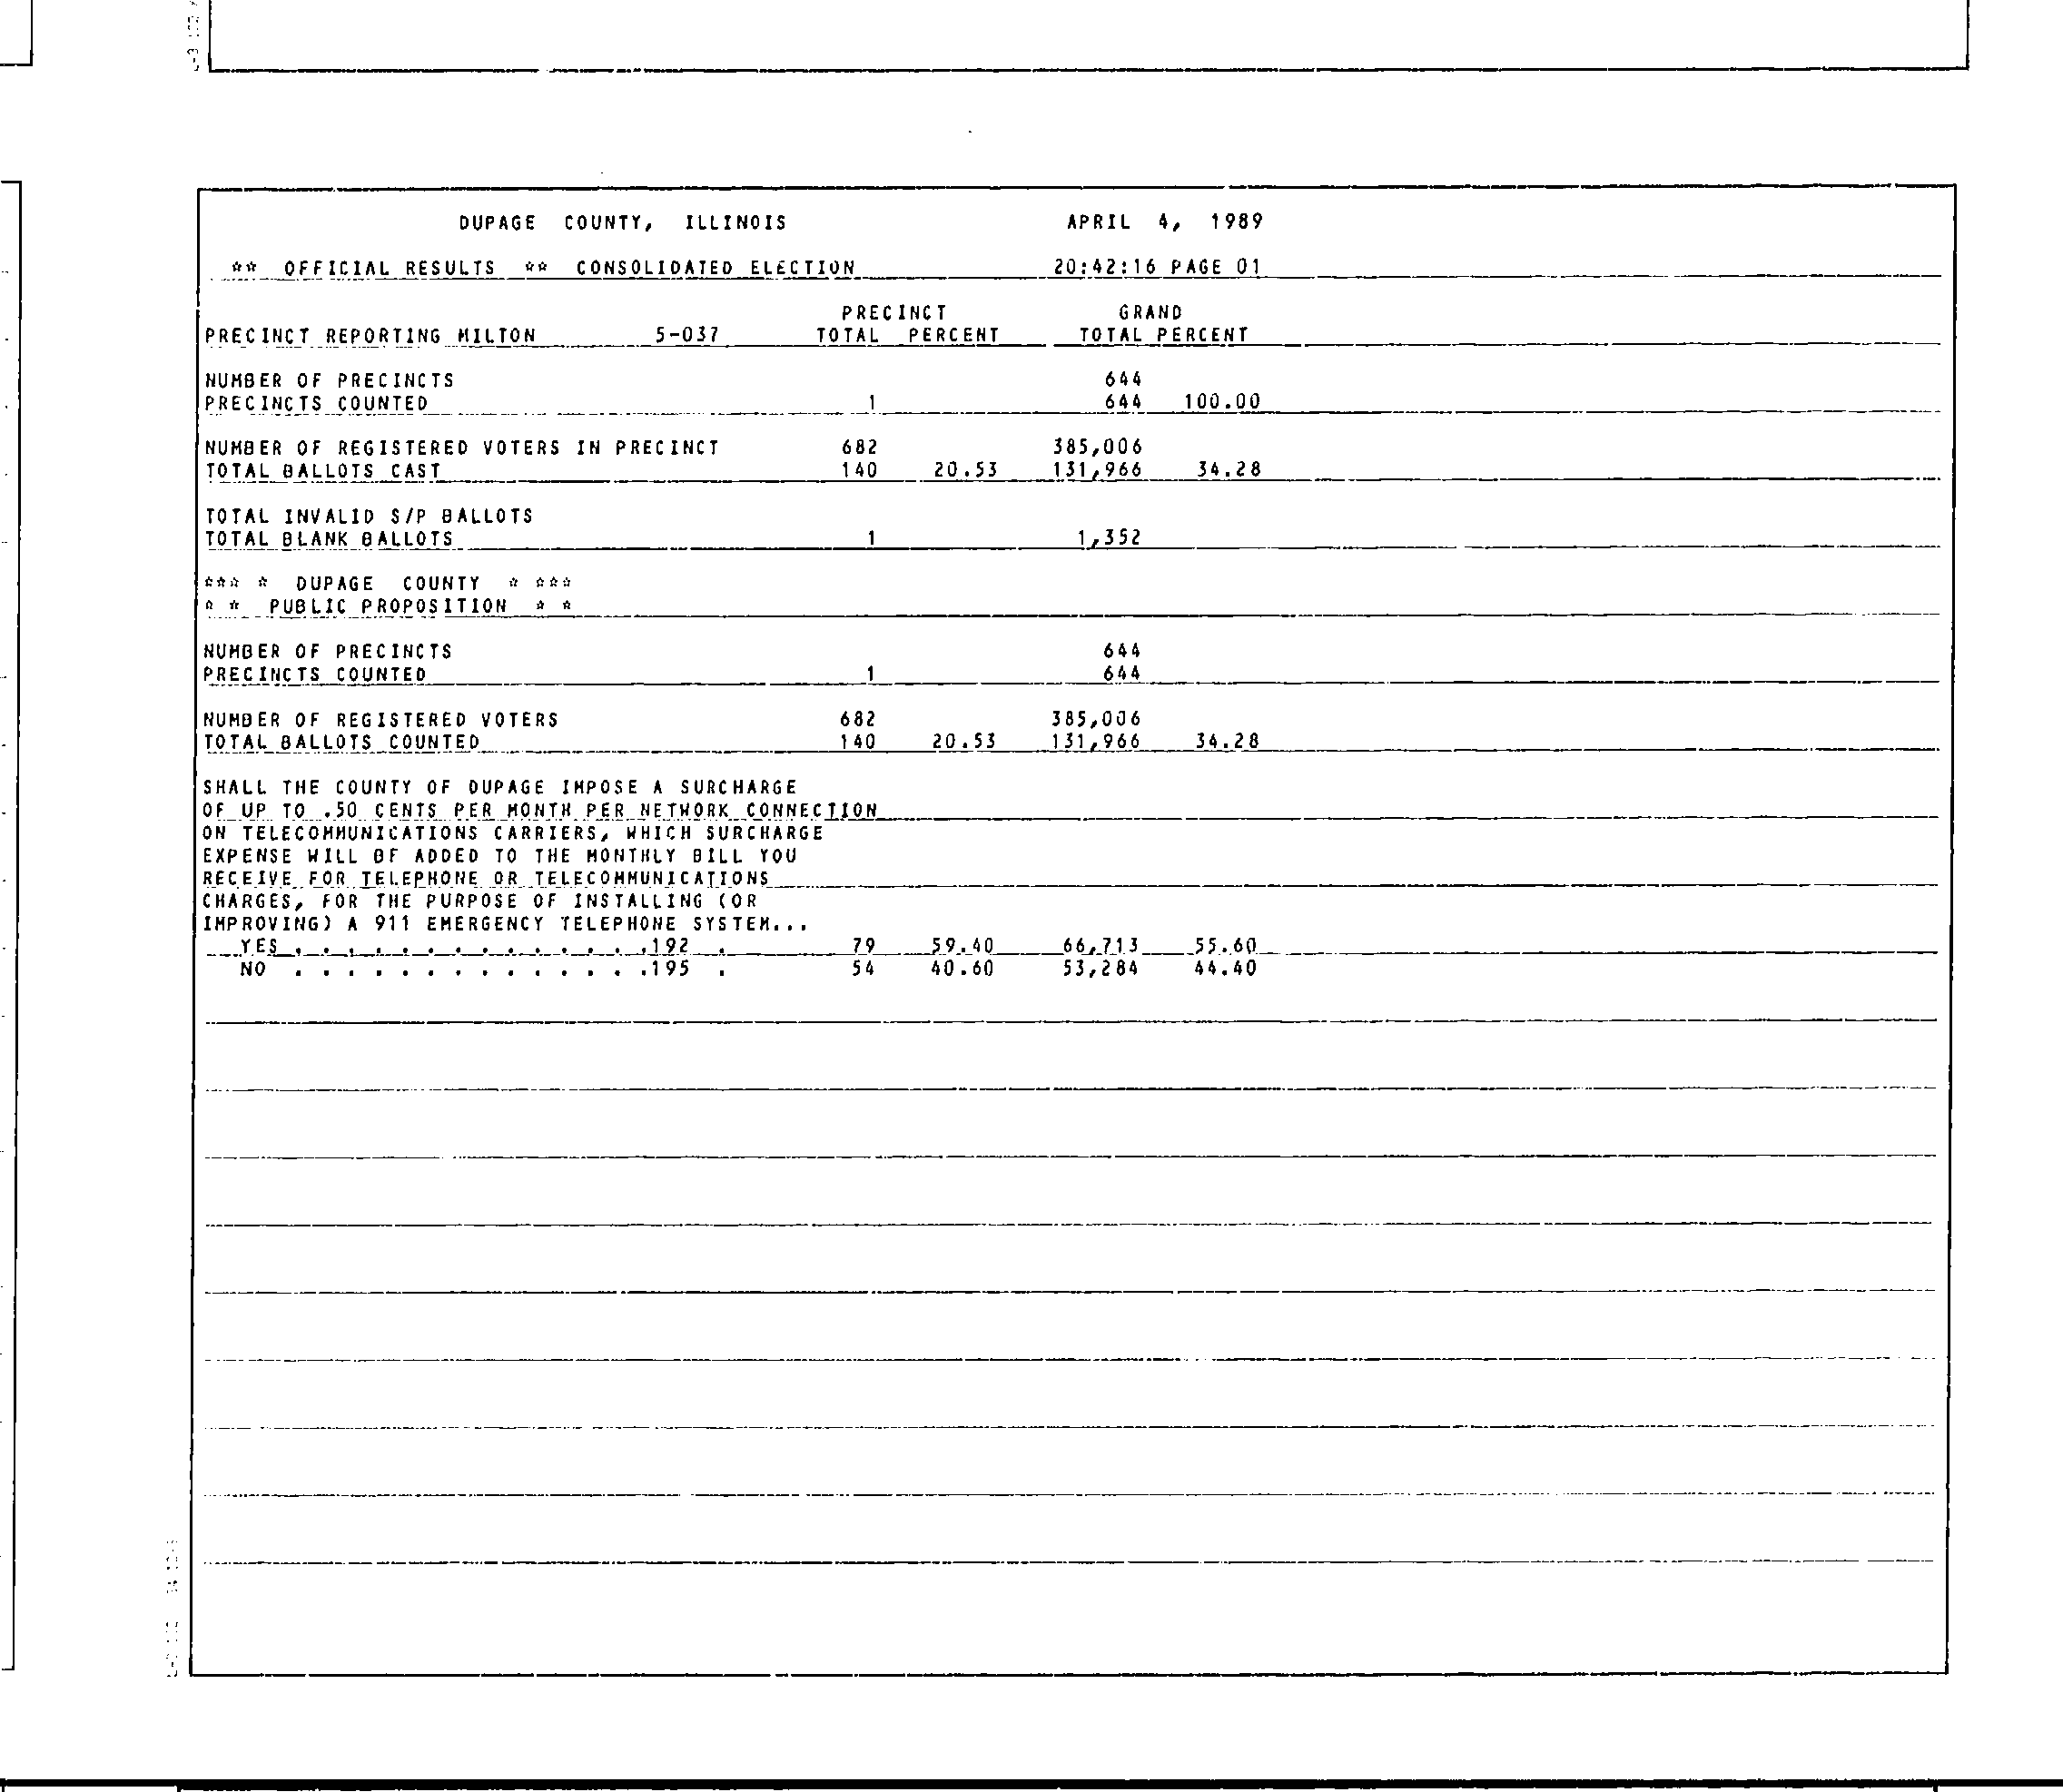 DUPAGE COUNTY, ILLINOIS APRIL 4, 1989
** OFFICIAL RESULTS ** CONSOLIDATED ELECTION 20:42:16 PAGE 01
PRECINCT GRAND
PRECINCT REPORTING MILTON 5-037 TOTAL PERCENT TOTAL PERCENT
NUMBER OF PRECINCTS 644
PRECINCTS COUNTED 1 644 100.00
NUMBER OF REGISTERED VOTERS IN PRECINCT 682 385,006
TOTAL BALLOTS CAST 140 20.53 131,966 34.28
TOTAL INVALID S/P BALLOTS
TOTAL BLANK BALLOTS 1 1,352
*** * DUPAGE COUNTY * ***
* * PUBLIC PROPOSITION * *
NUMBER OF PRECINCTS 644
PRECINCTS COUNTED 1 644
NUMBER OF REGISTERED VOTERS 682 385,006
TOTAL BALLOTS COUNTED 140 20.53 131,966 34.28
SHALL THE COUNTY OF DUPAGE IMPOSE A SURCHARGE
OF UP TO .50 CENTS PER MONTH PER NETWORK CONNECTION
ON TELECOMMUNICATIONS CARRIERS, WHICH SURCHARGE
EXPENSE WILL BE ADDED TO THE MONTHLY BILL YOU
RECEIVE FOR TELEPHONE OR TELECOMMUNICATIONS
CHARGES, FOR THE PURPOSE OF INSTALLING (OR
IMPROVING) A 911 EMERGENCY TELEPHONE SYSTEM...
YES . . . . . . . . . . . . . .192 . 79 59.40 66,713 55.60
NO . . . . . . . . . . . . . .195 . 54 40.60 53,284 44.40